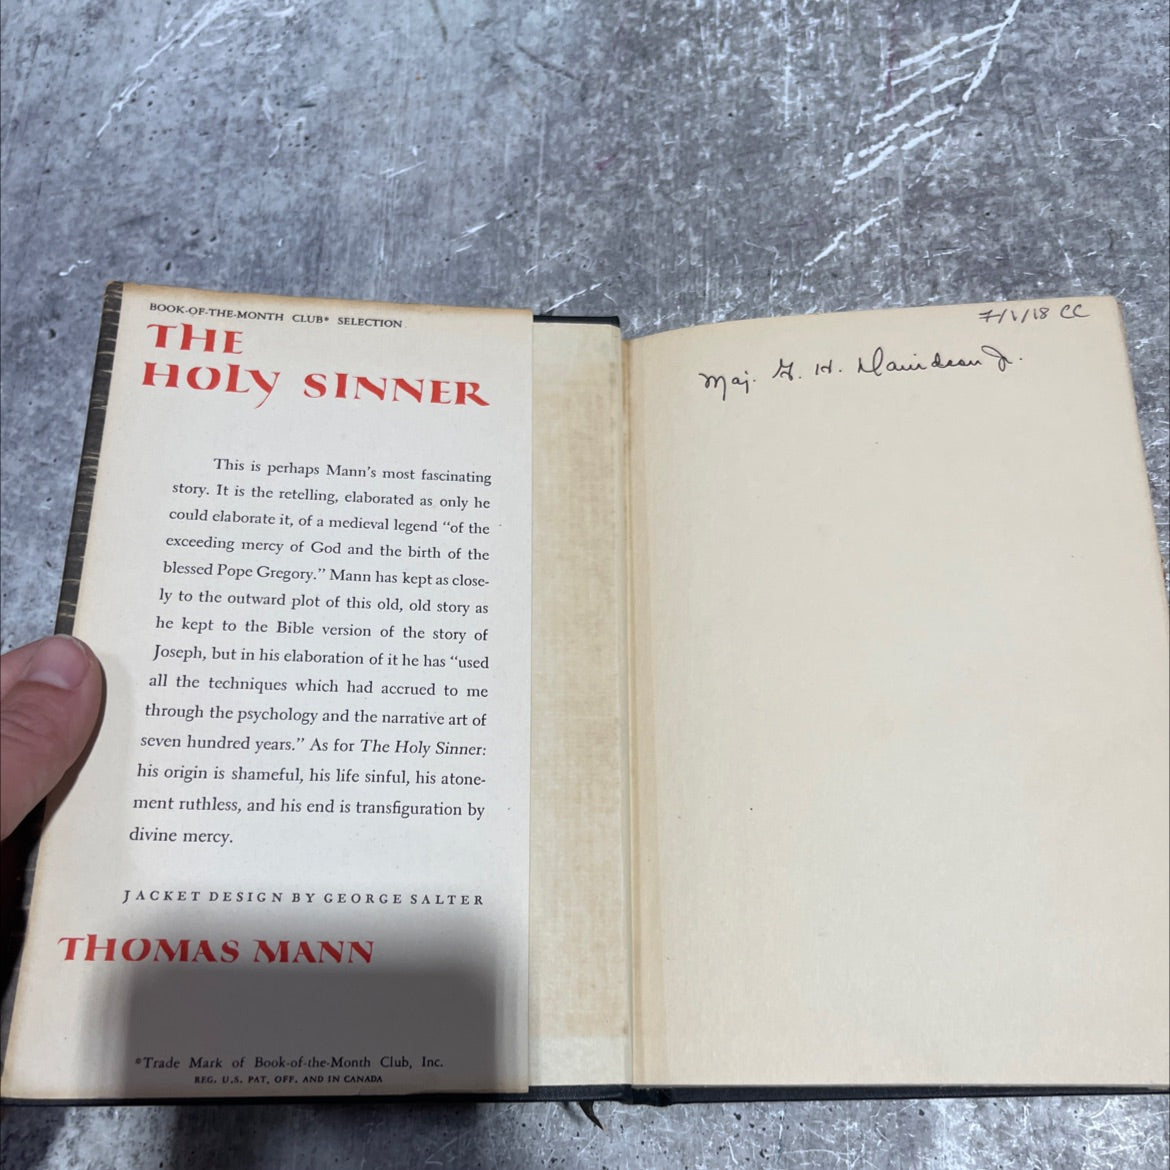 BOOK-OF-THE-MONTH CLUB* SELECTION
THE
HOLY SINNER
This is perhaps Mann's most fascinating
story. It is the retelling, elaborated as only he
could elaborate it, of a medieval legend "of the
exceeding mercy of God and the birth of the
blessed Pope Gregory." Mann has kept as close-
ly to the outward plot of this old, old story as
he kept to the Bible version of the story of
Joseph, but in his elaboration of it he has "used
all the techniques which had accrued to me
through the psychology and the narrative art of
seven hundred years." As for The Holy Sinner:
his origin is shameful, his life sinful, his atone-
ment ruthless, and his end is transfiguration by
divine mercy.
JACKET DESIGN BY GEORGE SALTER
THOMAS MANN
*Trade Mark of Book-of-the-Month Club, Inc.
REG. U.S. PAT. OFF. AND IN CANADA
7/1/18 CC
Maj. H. Jr.